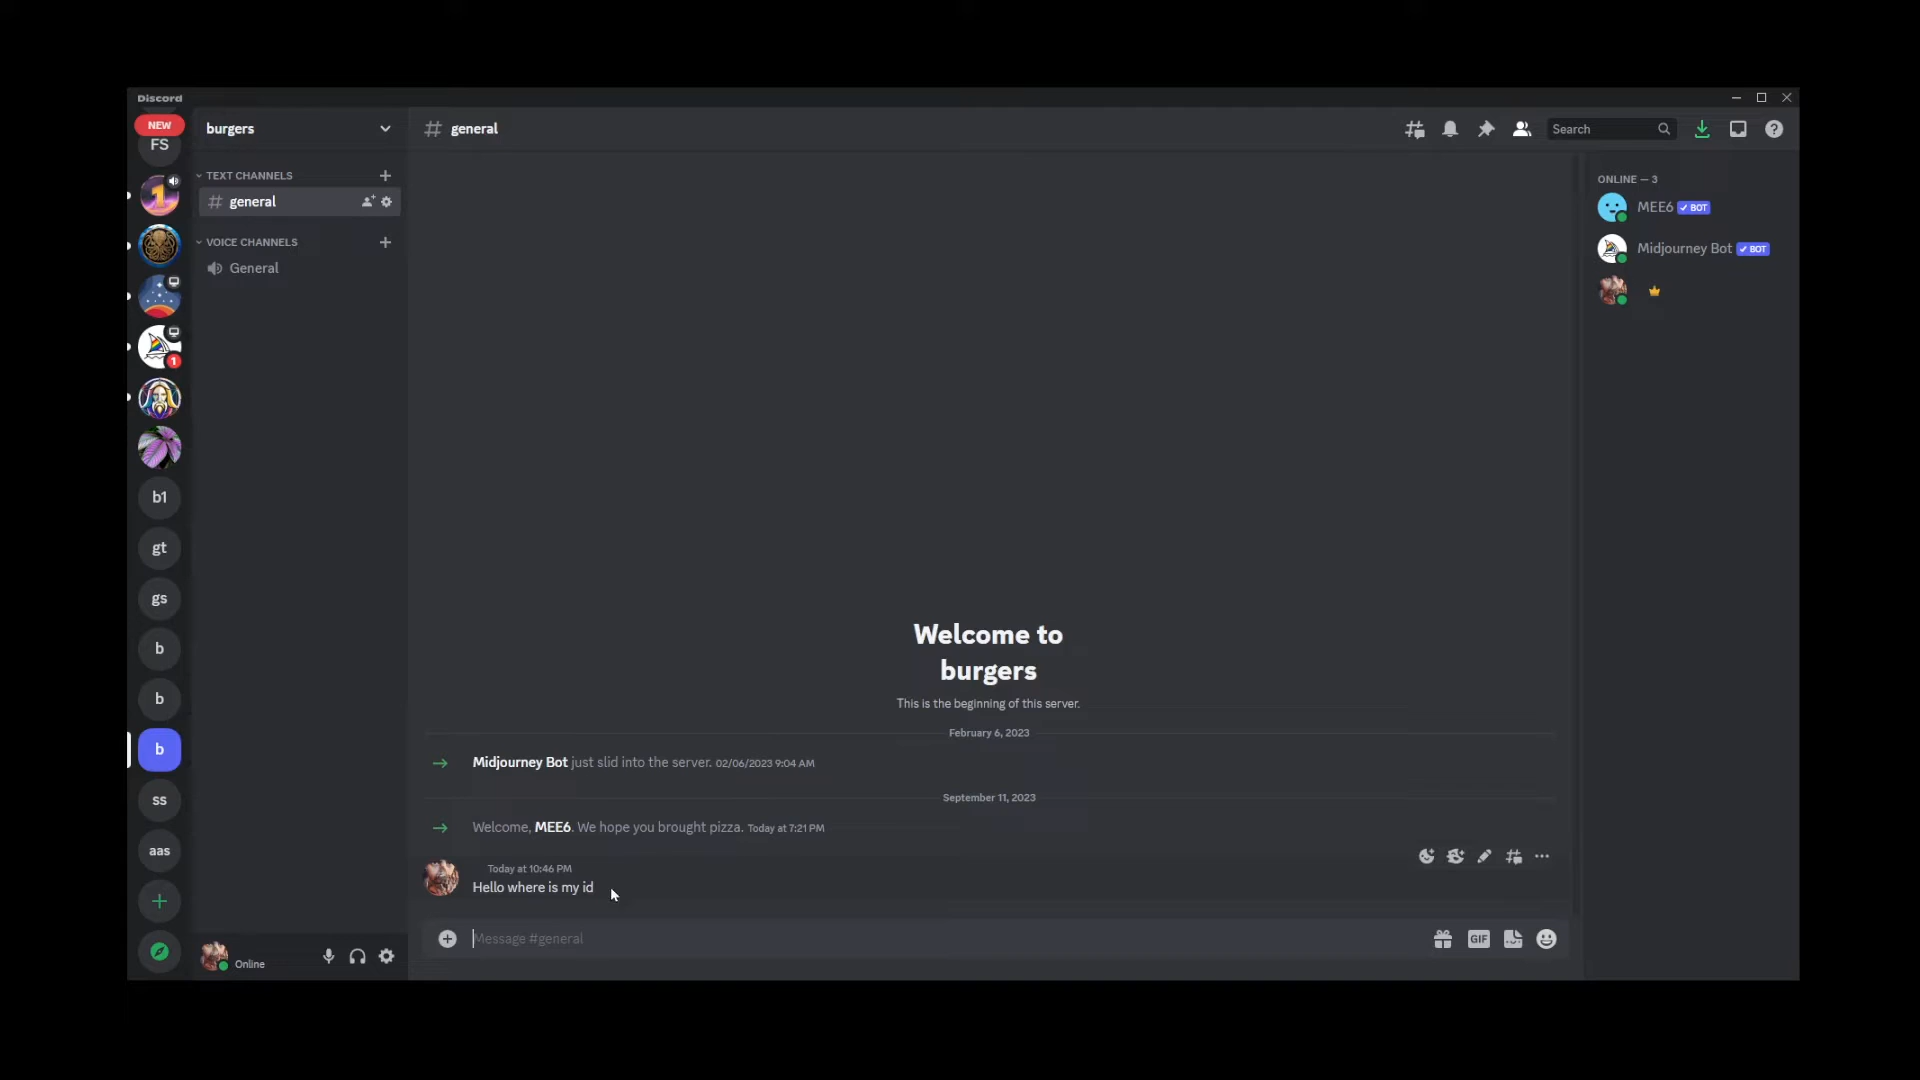 Discord
NEW
FS
1
b1
gt
gs
b
b
b
ss
aas
burgers
TEXT CHANNELS
general
VOICE CHANNELS
General
Online
# general
Search
Welcome to
burgers
This is the beginning of this server.
February 6, 2023
Midjourney Bot just slid into the server. 02/06/2023 9:04 AM
September 11, 2023
Welcome, MEE6. We hope you brought pizza. Today at 7:21 PM
Today at 10:46 PM
Hello where is my id
Message #general
GIF
ONLINE — 3
MEE6 ✓ BOT
Midjourney Bot ✓ BOT